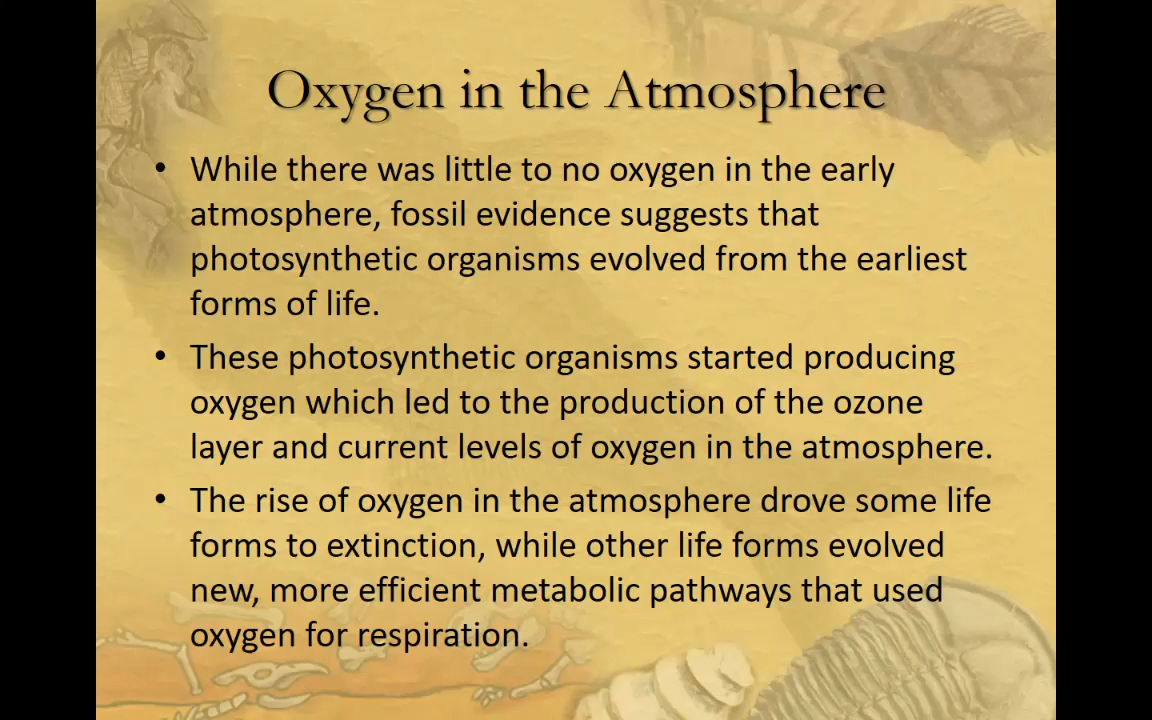 Oxygen in the Atmosphere
• While there was little to no oxygen in the early
atmosphere, fossil evidence suggests that
photosynthetic organisms evolved from the earliest
forms of life.
• These photosynthetic organisms started producing
oxygen which led to the production of the ozone
layer and current levels of oxygen in the atmosphere.
• The rise of oxygen in the atmosphere drove some life
forms to extinction, while other life forms evolved
new, more efficient metabolic pathways that used
oxygen for respiration.